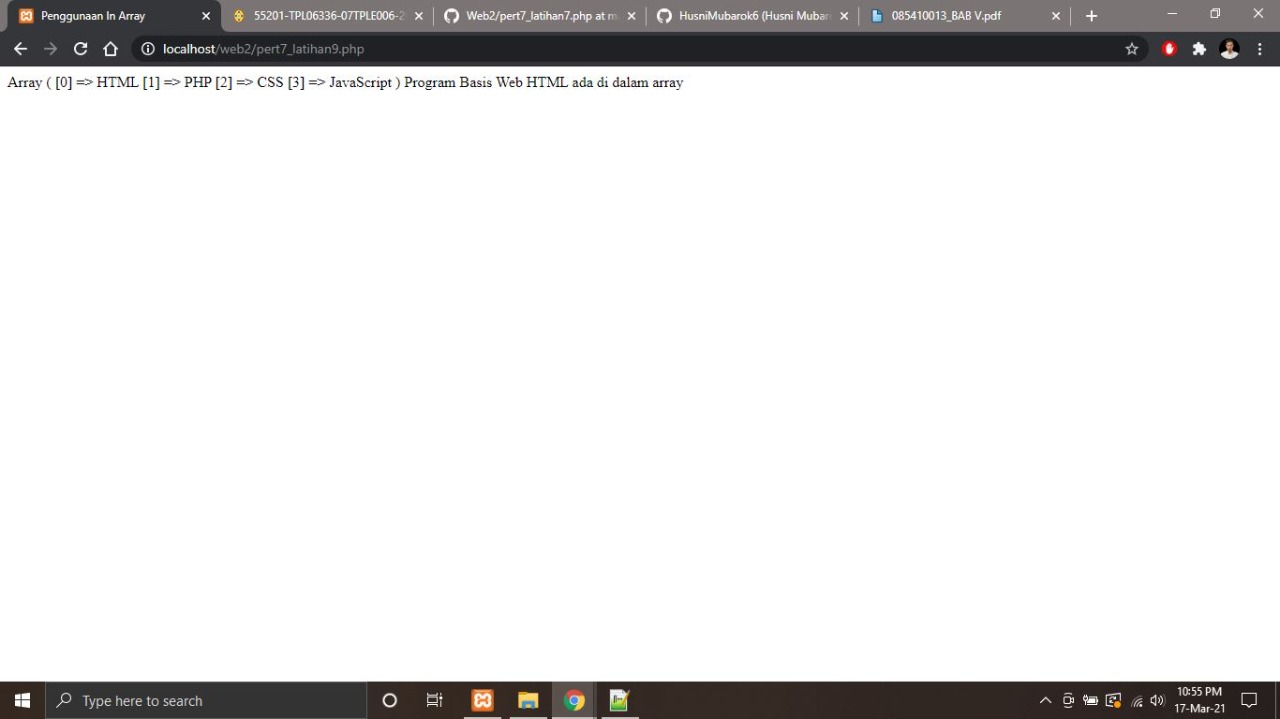 Penggunaan In Array
55201-TPL06336-07TPLE006-2
Web2/pert7_latihan7.php at m
HusniMubarok6 (Husni Mubar
085410013_BAB V.pdf
localhost/web2/pert7_latihan9.php
Array ( [0] => HTML [1] => PHP [2] => CSS [3] => JavaScript ) Program Basis Web HTML ada di dalam array
Type here to search
10:55 PM
17-Mar-21